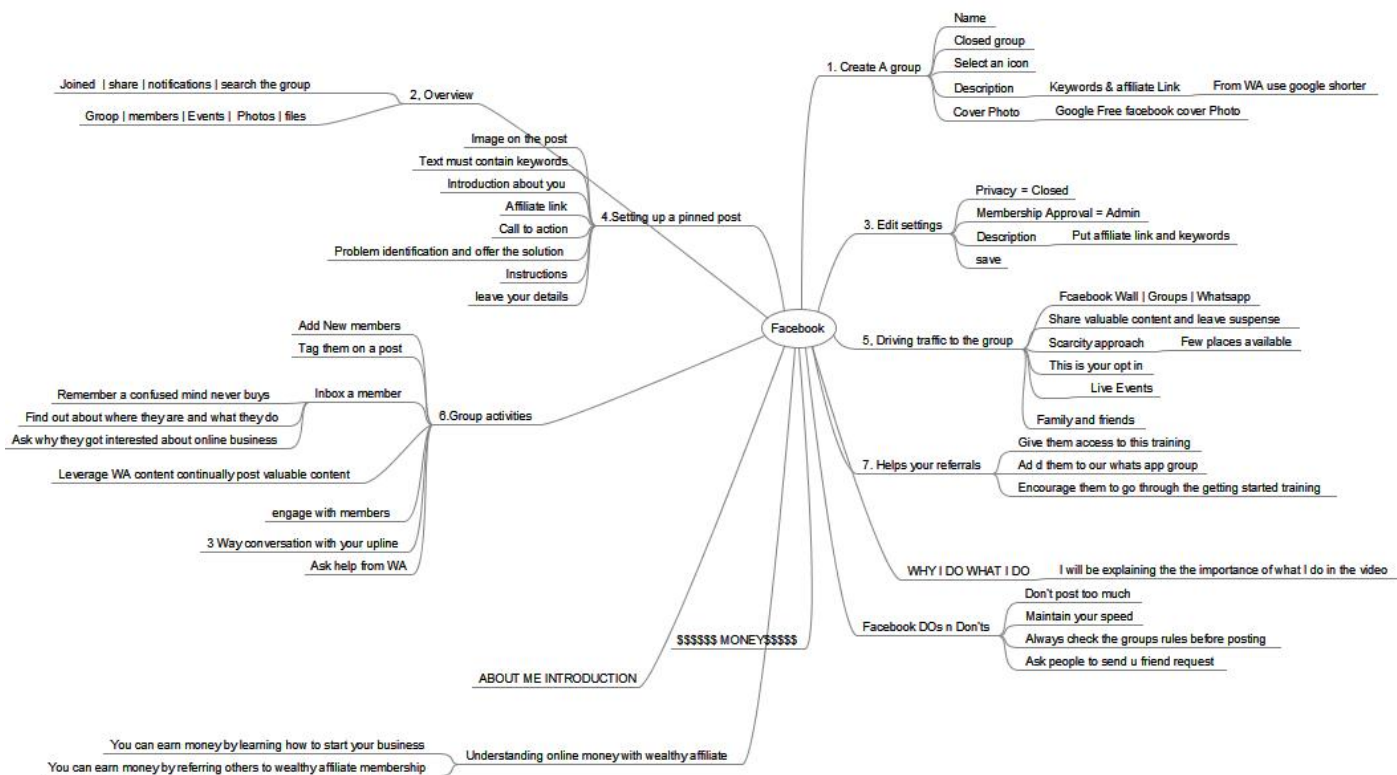 Facebook
1. Create A group
Name
Closed group
Select an icon
Description
Keywords & affiliate Link
From WA use google shorter
Cover Photo
Google Free facebook cover Photo
2, Overview
Joined | share | notifications | search the group
Groop | members | Events | Photos | files
3. Edit settings
Privacy = Closed
Membership Approval = Admin
Description
Put affiliate link and keywords
save
4.Setting up a pinned post
Image on the post
Text must contain keywords
Introduction about you
Affiliate link
Call to action
Problem identification and offer the solution
Instructions
leave your details
5, Driving traffic to the group
Fcaebook Wall | Groups | Whatsapp
Share valuable content and leave suspense
Scarcity approach
Few places available
This is your opt in
Live Events
Family and friends
6.Group activities
Add New members
Tag them on a post
Inbox a member
Remember a confused mind never buys
Find out about where they are and what they do
Ask why they got interested about online business
Leverage WA content continually post valuable content
engage with members
3 Way conversation with your upline
Ask help from WA
7. Helps your referrals
Give them access to this training
Ad d them to our whats app group
Encourage them to go through the getting started training
WHY I DO WHAT I DO
I will be explaining the the importance of what I do in the video
Facebook DOs n Don'ts
Don't post too much
Maintain your speed
Always check the groups rules before posting
Ask people to send u friend request
$$$$$$ MONEY$$$$$
ABOUT ME INTRODUCTION
Understanding online money with wealthy affiliate
You can earn money by learning how to start your business
You can earn money by referring others to wealthy affiliate membership